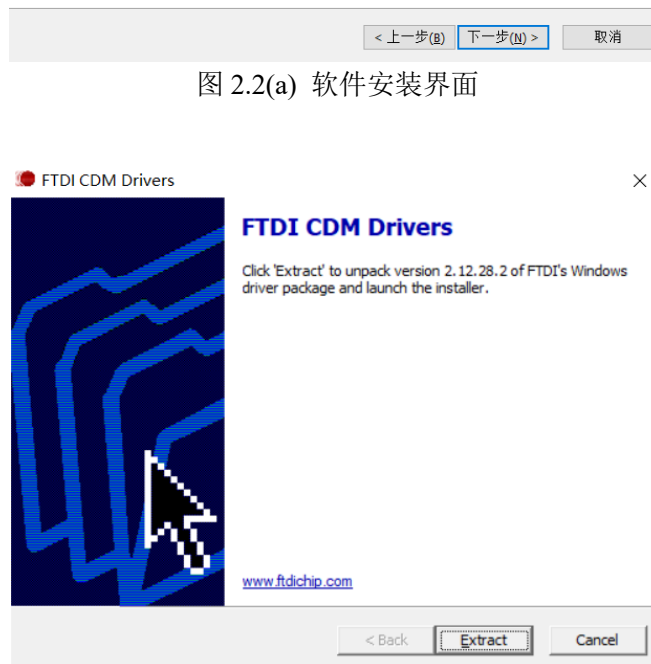 < 上一步(B) 下一步(N) > 取消
图 2.2(a) 软件安装界面
FTDI CDM Drivers
FTDI CDM Drivers
Click 'Extract' to unpack version 2.12.28.2 of FTDI's Windows
driver package and launch the installer.
www.ftdichip.com
< Back Extract Cancel